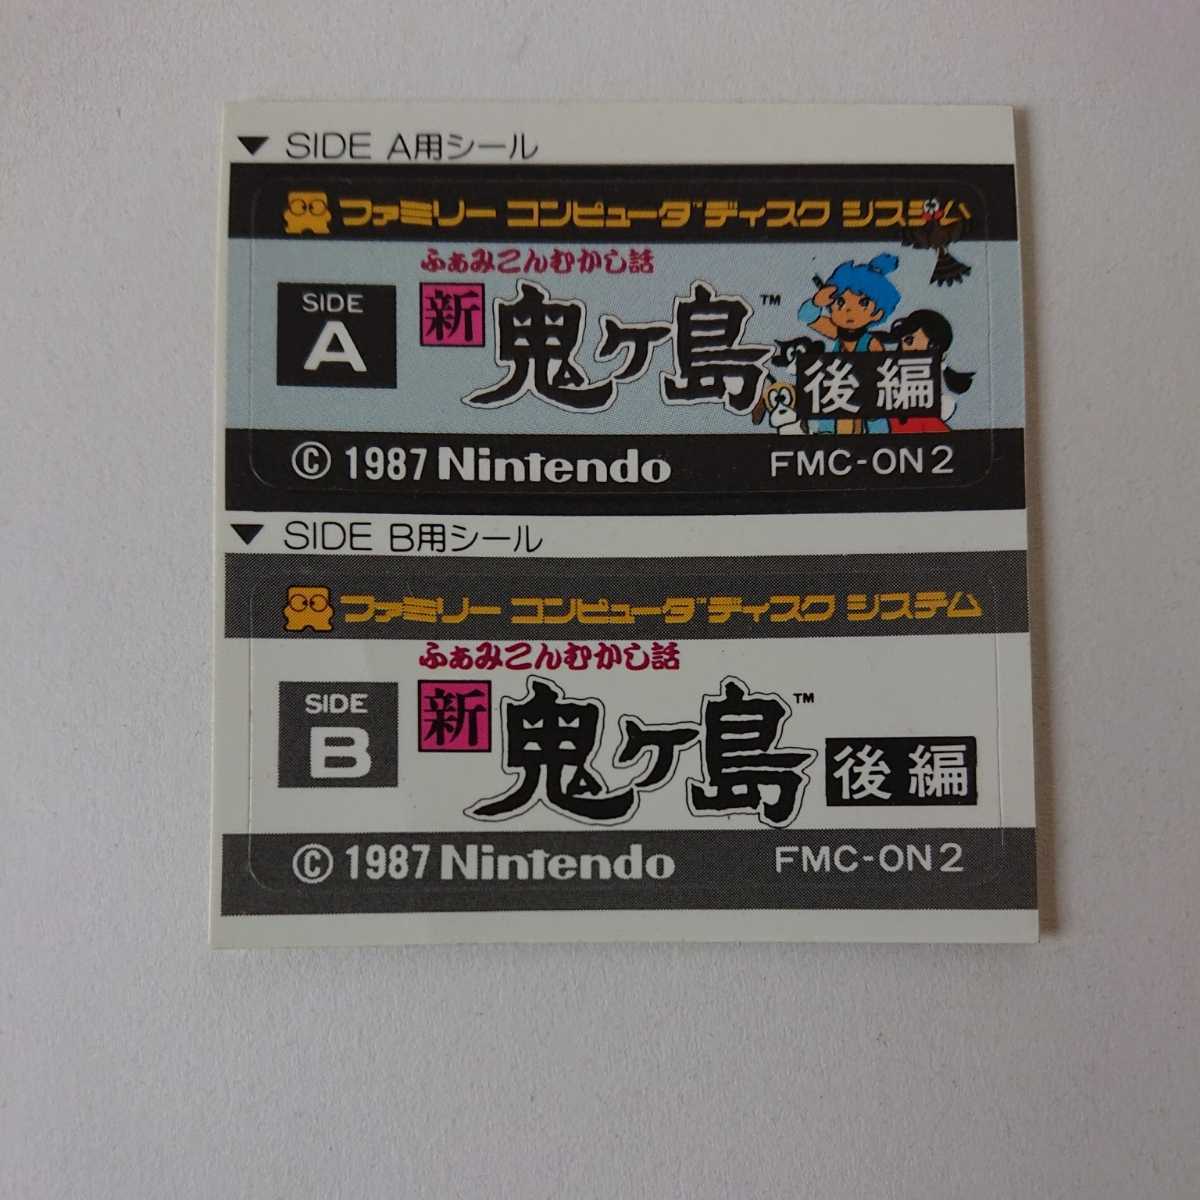 ▼ SIDE A用シール
ファミリー コンピュータ ディスク システム
ふぁみこんむかし話
SIDE A
新 鬼ヶ島™ 後編
© 1987 Nintendo FMC-ON2
▼ SIDE B用シール
ファミリー コンピュータ ディスク システム
ふぁみこんむかし話
SIDE B
新 鬼ヶ島™ 後編
© 1987 Nintendo FMC-ON2